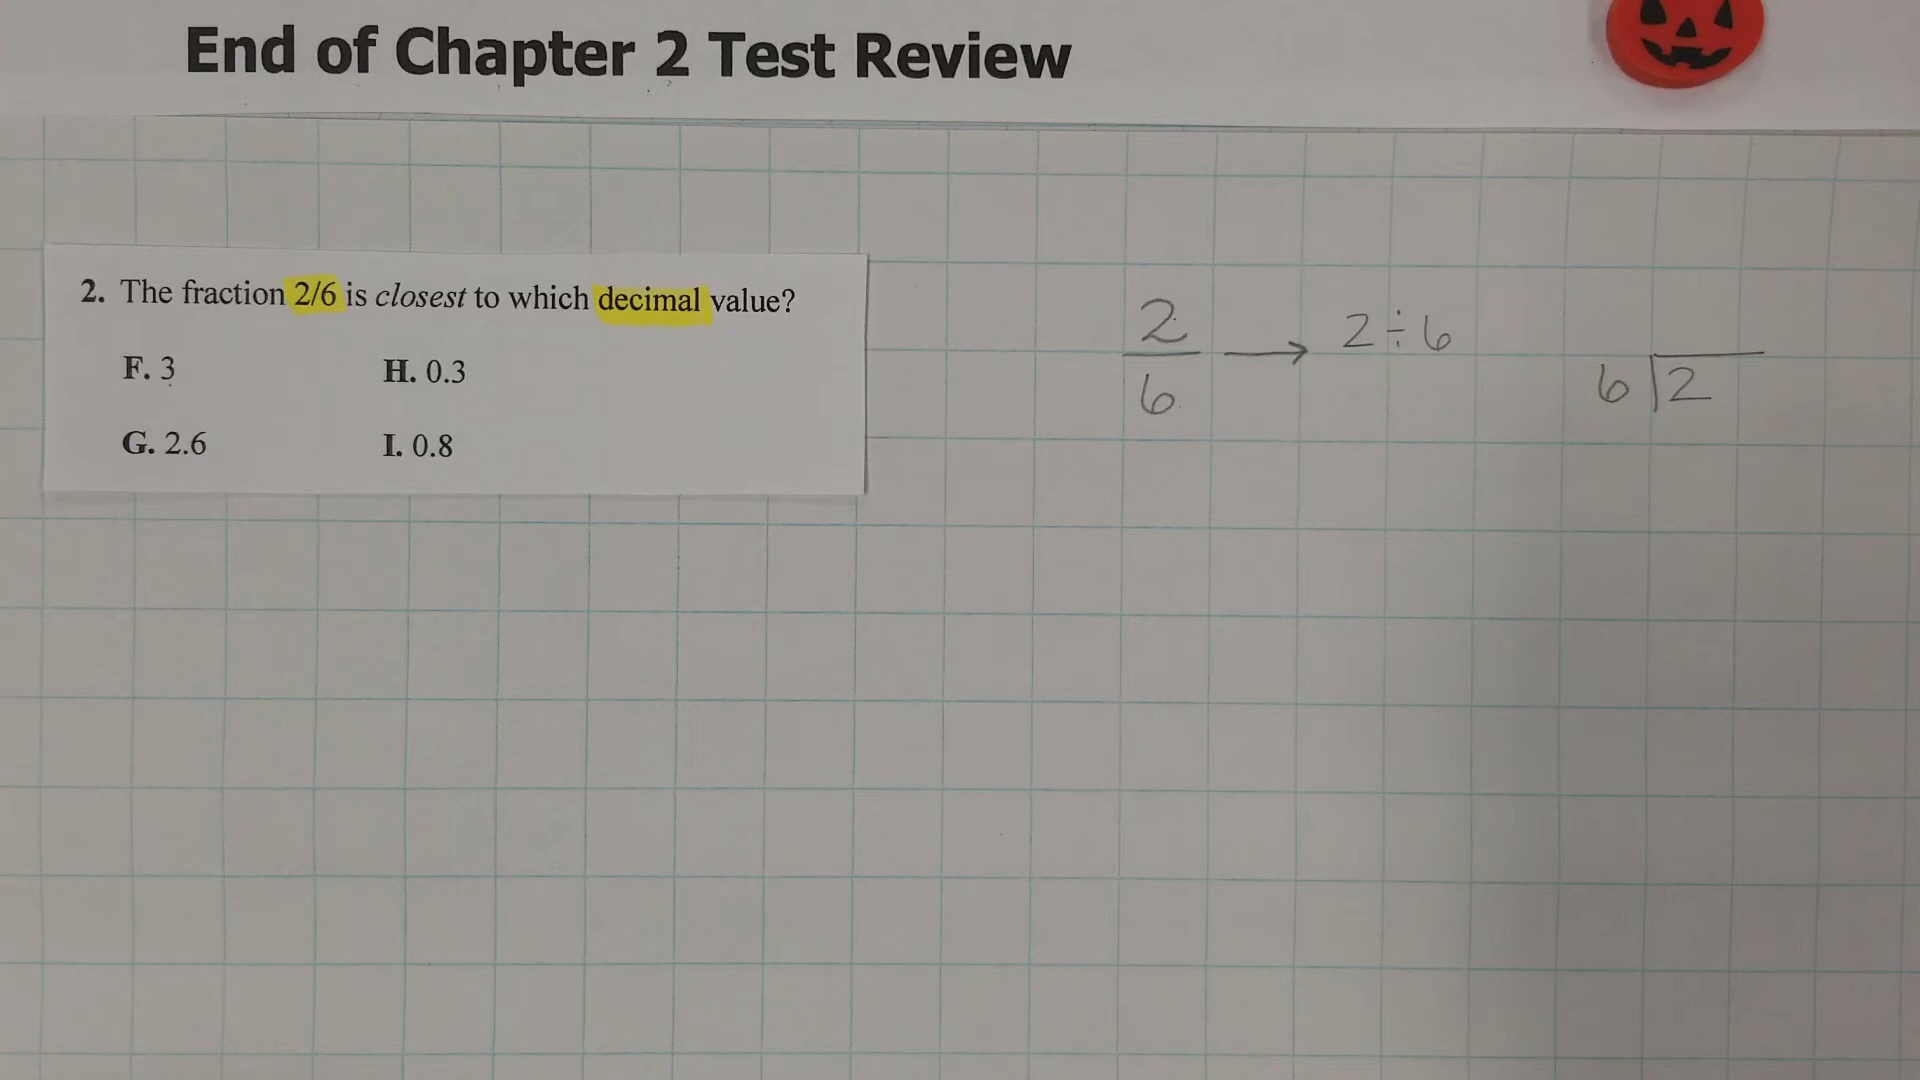 End of Chapter 2 Test Review
2. The fraction 2/6 is closest to which decimal value?
F. 3 H. 0.3
G. 2.6 I. 0.8
2
6
2 ÷ 6
6 2